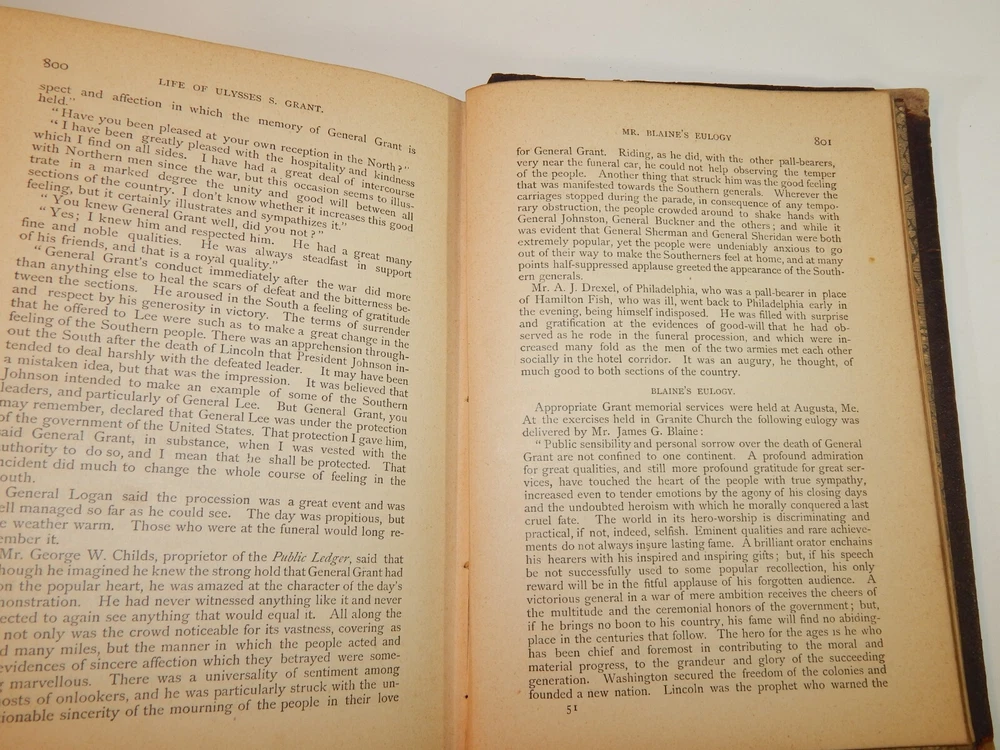 800
LIFE OF ULYSSES S. GRANT.
spect and affection in which the memory of General Grant is
held."
"Have you been pleased at your own reception in the North?"
"I have been greatly pleased with the hospitality and kindness
which I find on all sides. I have had a great deal of intercourse
with Northern men since the war, but this occasion seems to illus-
trate in a marked degree the unity and good will between all
sections of the country. I don't know whether it increases this good
feeling, but it certainly illustrates and sympathizes it."
"You knew General Grant well, did you not?"
"Yes; I knew him and respected him. He had a great many
fine and noble qualities. He was always steadfast in support
of his friends, and that is a royal quality."
"General Grant's conduct immediately after the war did more
than anything else to heal the scars of defeat and the bitterness be-
tween the sections. He aroused in the South a feeling of gratitude
and respect by his generosity in victory. The terms of surrender
that he offered to Lee were such as to make a great change in the
feeling of the Southern people. There was an apprehension through-
out the South after the death of Lincoln that President Johnson in-
tended to deal harshly with the defeated leader. It may have been
a mistaken idea, but that was the impression. It was believed that
Johnson intended to make an example of some of the Southern
leaders, and particularly of General Lee. But General Grant, you
may remember, declared that General Lee was under the protection
of the government of the United States. That protection I gave him,
said General Grant, in substance, when I was vested with the
uthority to do so, and I mean that he shall be protected. That
ncident did much to change the whole course of feeling in the
outh.
General Logan said the procession was a great event and was
ell managed so far as he could see. The day was propitious, but
e weather warm. Those who were at the funeral would long re-
ember it.
Mr. George W. Childs, proprietor of the Public Ledger, said that
hough he imagined he knew the strong hold that General Grant had
on the popular heart, he was amazed at the character of the day's
monstration. He had never witnessed anything like it and never
ected to again see anything that would equal it. All along the
not only was the crowd noticeable for its vastness, covering as
d many miles, but the manner in which the people acted and
evidences of sincere affection which they betrayed were some-
g marvellous. There was a universality of sentiment among
osts of onlookers, and he was particularly struck with the un-
ionable sincerity of the mourning of the people in their love
MR. BLAINE'S EULOGY
801
for General Grant. Riding, as he did, with the other pall-bearers,
very near the funeral car, he could not help observing the temper
of the people. Another thing that struck him was the good feeling
that was manifested towards the Southern generals. Wherever the
carriages stopped during the parade, in consequence of any tempo-
rary obstruction, the people crowded around to shake hands with
General Johnston, General Buckner and the others; and while it
was evident that General Sherman and General Sheridan were both
extremely popular, yet the people were undeniably anxious to go
out of their way to make the Southerners feel at home, and at many
points half-suppressed applause greeted the appearance of the South-
ern generals.
Mr. A. J. Drexel, of Philadelphia, who was a pall-bearer in place
of Hamilton Fish, who was ill, went back to Philadelphia early in
the evening, being himself indisposed. He was filled with surprise
and gratification at the evidences of good-will that he had ob-
served as he rode in the funeral procession, and which were in-
creased many fold as the men of the two armies met each other
socially in the hotel corridor. It was an augury, he thought, of
much good to both sections of the country.
BLAINE'S EULOGY.
Appropriate Grant memorial services were held at Augusta, Me.
At the exercises held in Granite Church the following eulogy was
delivered by Mr. James G. Blaine:
"Public sensibility and personal sorrow over the death of General
Grant are not confined to one continent. A profound admiration
for great qualities, and still more profound gratitude for great ser-
vices, have touched the heart of the people with true sympathy,
increased even to tender emotions by the agony of his closing days
and the undoubted heroism with which he morally conquered a last
cruel fate. The world in its hero-worship is discriminating and
practical, if not, indeed, selfish. Eminent qualities and rare achieve-
ments do not always insure lasting fame. A brilliant orator enchains
his hearers with his inspired and inspiring gifts; but, if his speech
be not successfully used to some popular recollection, his only
reward will be in the fitful applause of his forgotten audience. A
victorious general in a war of mere ambition receives the cheers of
the multitude and the ceremonial honors of the government; but,
if he brings no boon to his country, his fame will find no abiding-
place in the centuries that follow. The hero for the ages is he who
has been chief and foremost in contributing to the moral and
material progress, to the grandeur and glory of the succeeding
generation. Washington secured the freedom of the colonies and
founded a new nation. Lincoln was the prophet who warned the
51